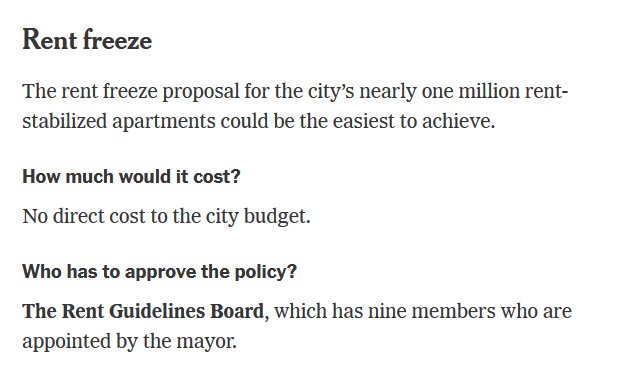 Rent freeze
The rent freeze proposal for the city’s nearly one million rent-
stabilized apartments could be the easiest to achieve.
How much would it cost?
No direct cost to the city budget.
Who has to approve the policy?
The Rent Guidelines Board, which has nine members who are
appointed by the mayor.